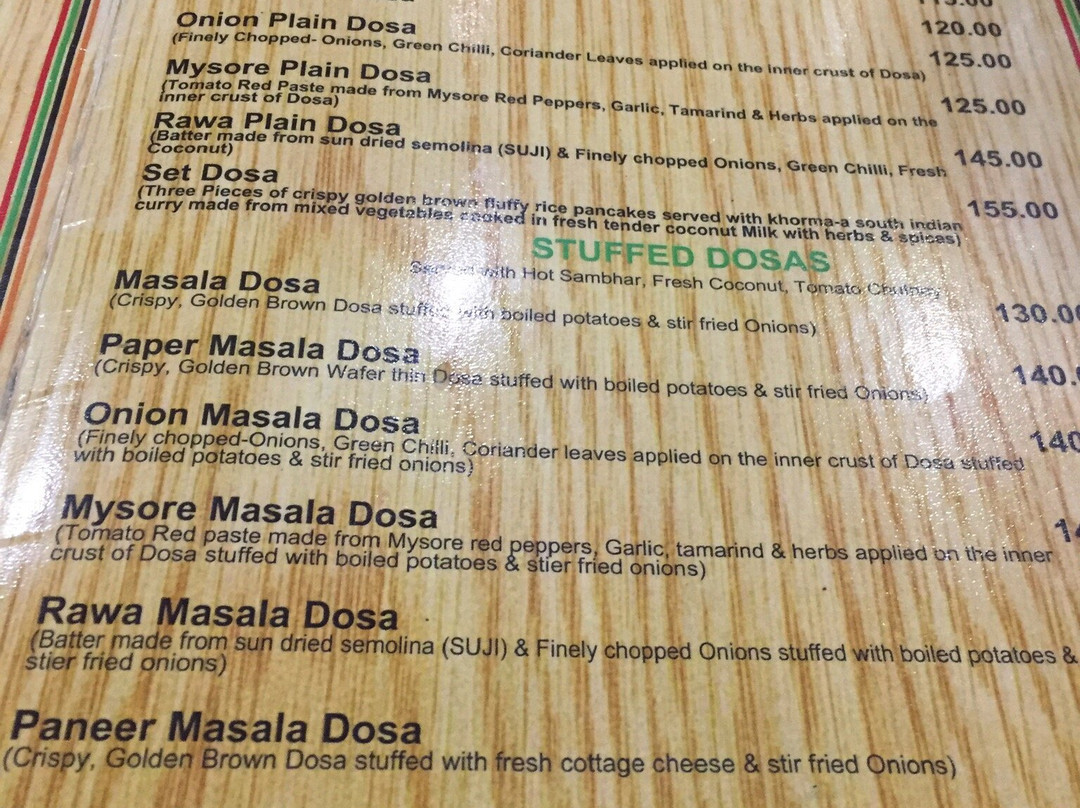 120.00
Onion Plain Dosa 125.00
(Finely Chopped- Onions, Green Chilli, Coriander Leaves applied on the inner crust of Dosa)
Mysore Plain Dosa 125.00
(Tomato Red Paste made from Mysore Red Peppers, Garlic, Tamarind & Herbs applied on the
inner crust of Dosa)
Rawa Plain Dosa 145.00
(Batter made from sun dried semolina (SUJI) & Finely chopped Onions, Green Chilli, Fresh
Coconut)
Set Dosa 155.00
(Three Pieces of crispy golden brown fluffy rice pancakes served with khorma-a south indian
curry made from mixed vegetables cooked in fresh tender coconut Milk with herbs & spices)
STUFFED DOSAS
Served with Hot Sambhar, Fresh Coconut, Tomato Chutney
Masala Dosa 130.0
(Crispy, Golden Brown Dosa stuffed with boiled potatoes & stir fried Onions)
Paper Masala Dosa 140.
(Crispy, Golden Brown Wafer thin Dosa stuffed with boiled potatoes & stir fried Onions)
Onion Masala Dosa 140
(Finely chopped-Onions, Green Chilli, Coriander leaves applied on the inner crust of Dosa stuffed
with boiled potatoes & stir fried onions)
Mysore Masala Dosa 14
(Tomato Red paste made from Mysore red peppers, Garlic, tamarind & herbs applied on the inner
crust of Dosa stuffed with boiled potatoes & stier fried onions)
Rawa Masala Dosa
(Batter made from sun dried semolina (SUJI) & Finely chopped Onions stuffed with boiled potatoes &
stier fried onions)
Paneer Masala Dosa
(Crispy, Golden Brown Dosa stuffed with fresh cottage cheese & stir fried Onions)